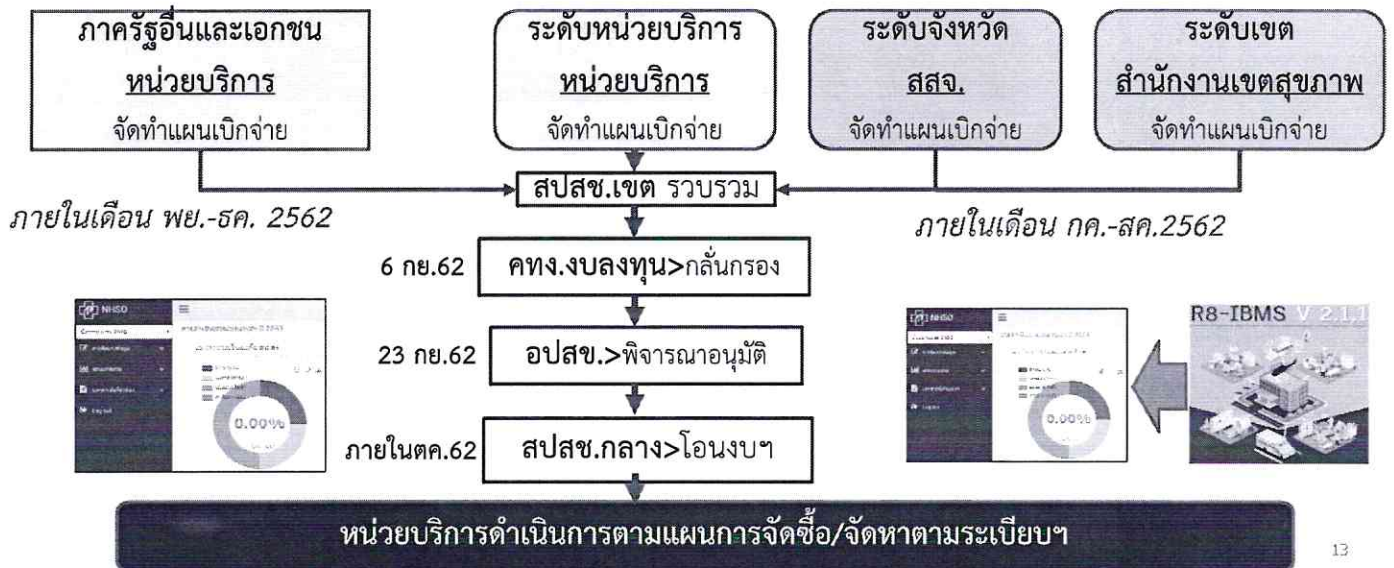 ภาครัฐอื่นและเอกชน
หน่วยบริการ
จัดทำแผนเบิกจ่าย
ระดับหน่วยบริการ
หน่วยบริการ
จัดทำแผนเบิกจ่าย
ระดับจังหวัด
สสจ.
จัดทำแผนเบิกจ่าย
ระดับเขต
สำนักงานเขตสุขภาพ
จัดทำแผนเบิกจ่าย
สปสช.เขต รวบรวม
ภายในเดือน พย.-ธค. 2562
ภายในเดือน กค.-สค.2562
6 กย.62
คทง.งบลงทุน>กลั่นกรอง
23 กย.62
อปสข.>พิจารณาอนุมัติ
ภายในตค.62
สปสช.กลาง>โอนงบฯ
NHSO
Log out
0.00%
NHSO
0.00%
R8-IBMS V 2.1.1
หน่วยบริการดำเนินการตามแผนการจัดซื้อ/จัดหาตามระเบียบฯ
13